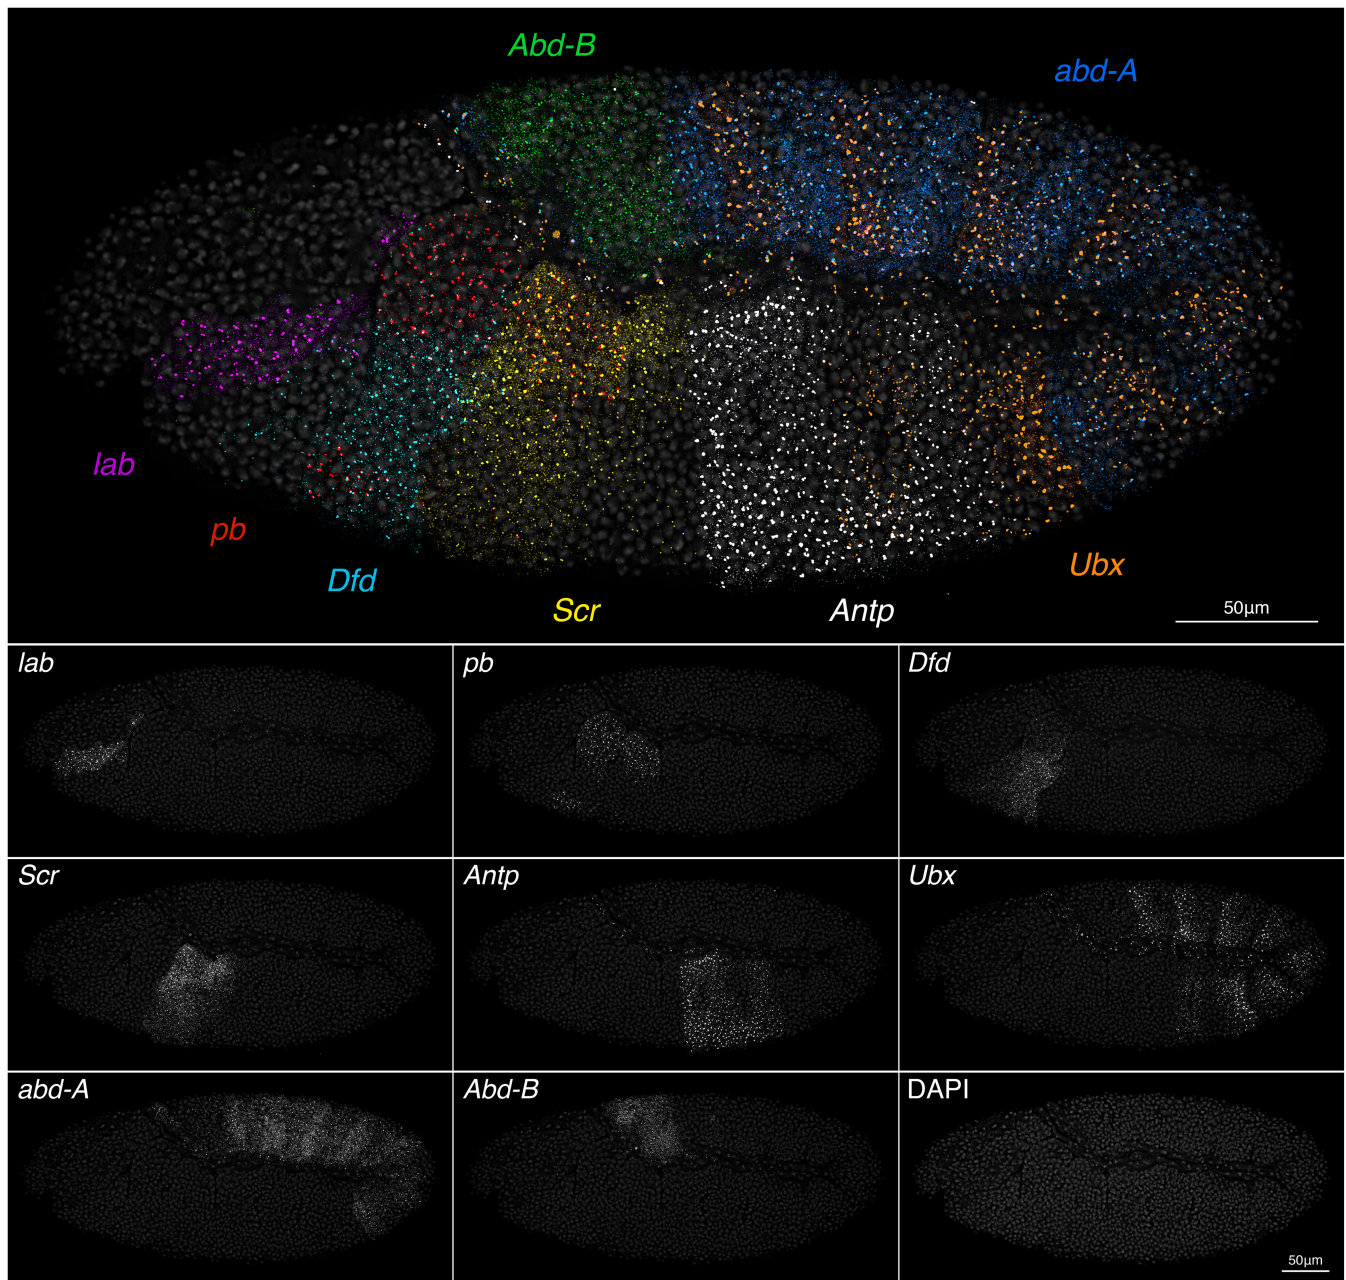 Abd-B
abd-A
lab
pb
Dfd
Scr
Antp
Ubx
50µm
lab
pb
Dfd
Scr
Antp
Ubx
abd-A
Abd-B
DAPI
50µm